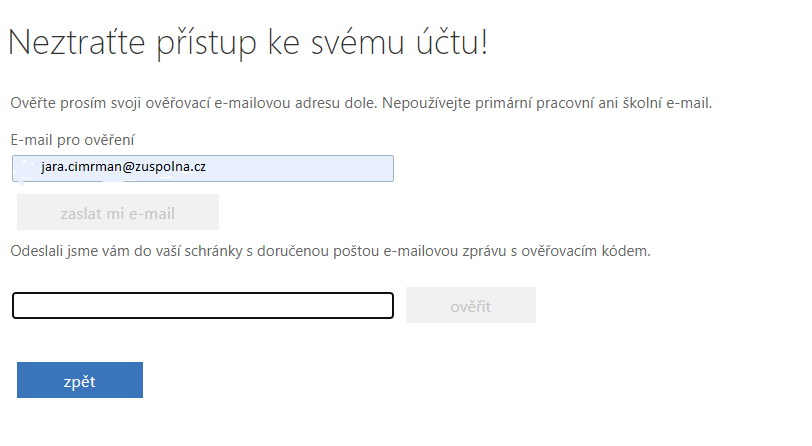 Neztraťte přístup ke svému účtu!
Ověřte prosím svoji ověřovací e-mailovou adresu dole. Nepoužívejte primární pracovní ani školní e-mail.
E-mail pro ověření
jara.cimrman@zuspolna.cz
zaslat mi e-mail
Odeslali jsme vám do vaší schránky s doručenou poštou e-mailovou zprávu s ověřovacím kódem.
ověřit
zpět